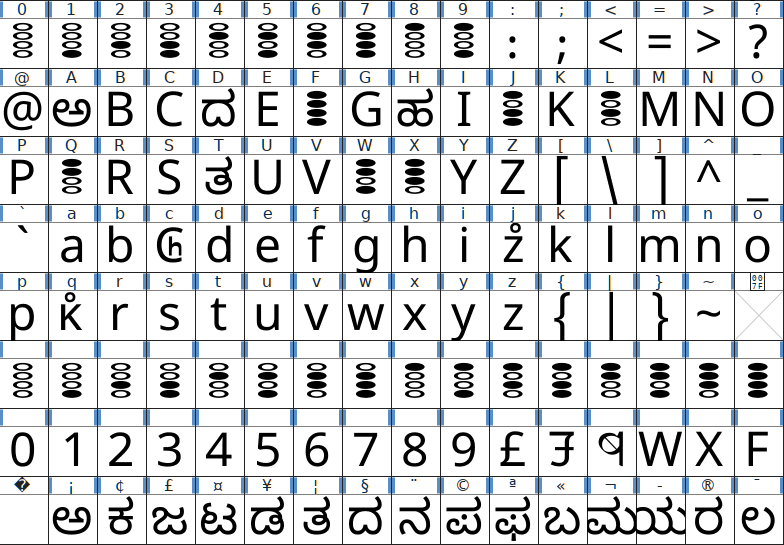 0 1 2 3 4 5 6 7 8 9 : ; < = > ?
: ; < = > ?
@ A B C D E F G H I J K L M N O
@ ಅ B C ದ E G ಹ I K M N O
P Q R S T U V W X Y Z [ \ ] ^ _
P R S ತ U V Y Z [ \ ] ^ _
` a b c d e f g h i j k l m n o
` a b d e f g h i ž k l m n o
p q r s t u v w x y z { | } ~ 007F
p r s t u v w x y z { | } ~
0 1 2 3 4 5 6 7 8 9 £ W X F
� ¡ ¢ £ ¤ ¥ ¦ § ¨ © ª « ¬ - ® ¯
ಅ ಕ ಜ ಟ ಡ ತ ದ ನ ಪ ಫ ಬ ಮ ಯ ರ ಲ